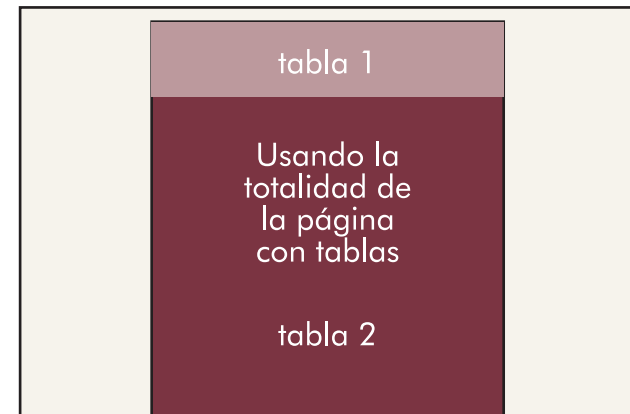 tabla 1
Usando la
totalidad de
la página
con tablas
tabla 2